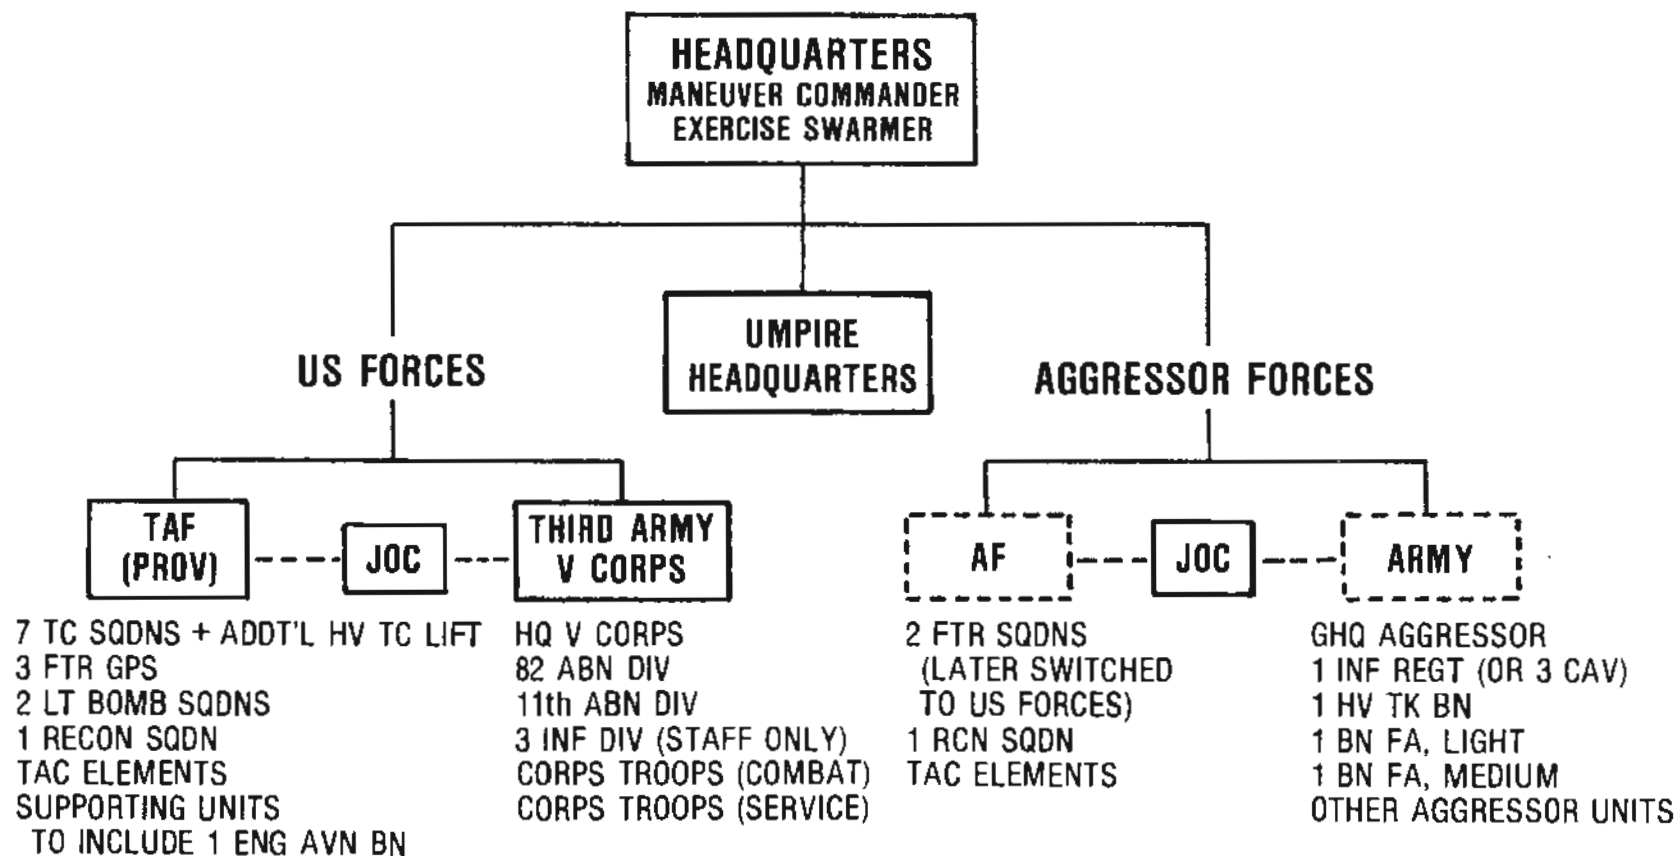 HEADQUARTERS
MANEUVER COMMANDER
EXERCISE SWARMER
UMPIRE
HEADQUARTERS
US FORCES
AGGRESSOR FORCES
TAF
(PROV)
JOC
THIRD ARMY
V CORPS
AF
JOC
ARMY
7 TC SQDNS + ADDT'L HV TC LIFT
3 FTR GPS
2 LT BOMB SQDNS
1 RECON SQDN
TAC ELEMENTS
SUPPORTING UNITS
TO INCLUDE 1 ENG AVN BN
HQ V CORPS
82 ABN DIV
11th ABN DIV
3 INF DIV (STAFF ONLY)
CORPS TROOPS (COMBAT)
CORPS TROOPS (SERVICE)
2 FTR SQDNS
(LATER SWITCHED
TO US FORCES)
1 RCN SQDN
TAC ELEMENTS
GHQ AGGRESSOR
1 INF REGT (OR 3 CAV)
1 HV TK BN
1 BN FA, LIGHT
1 BN FA, MEDIUM
OTHER AGGRESSOR UNITS